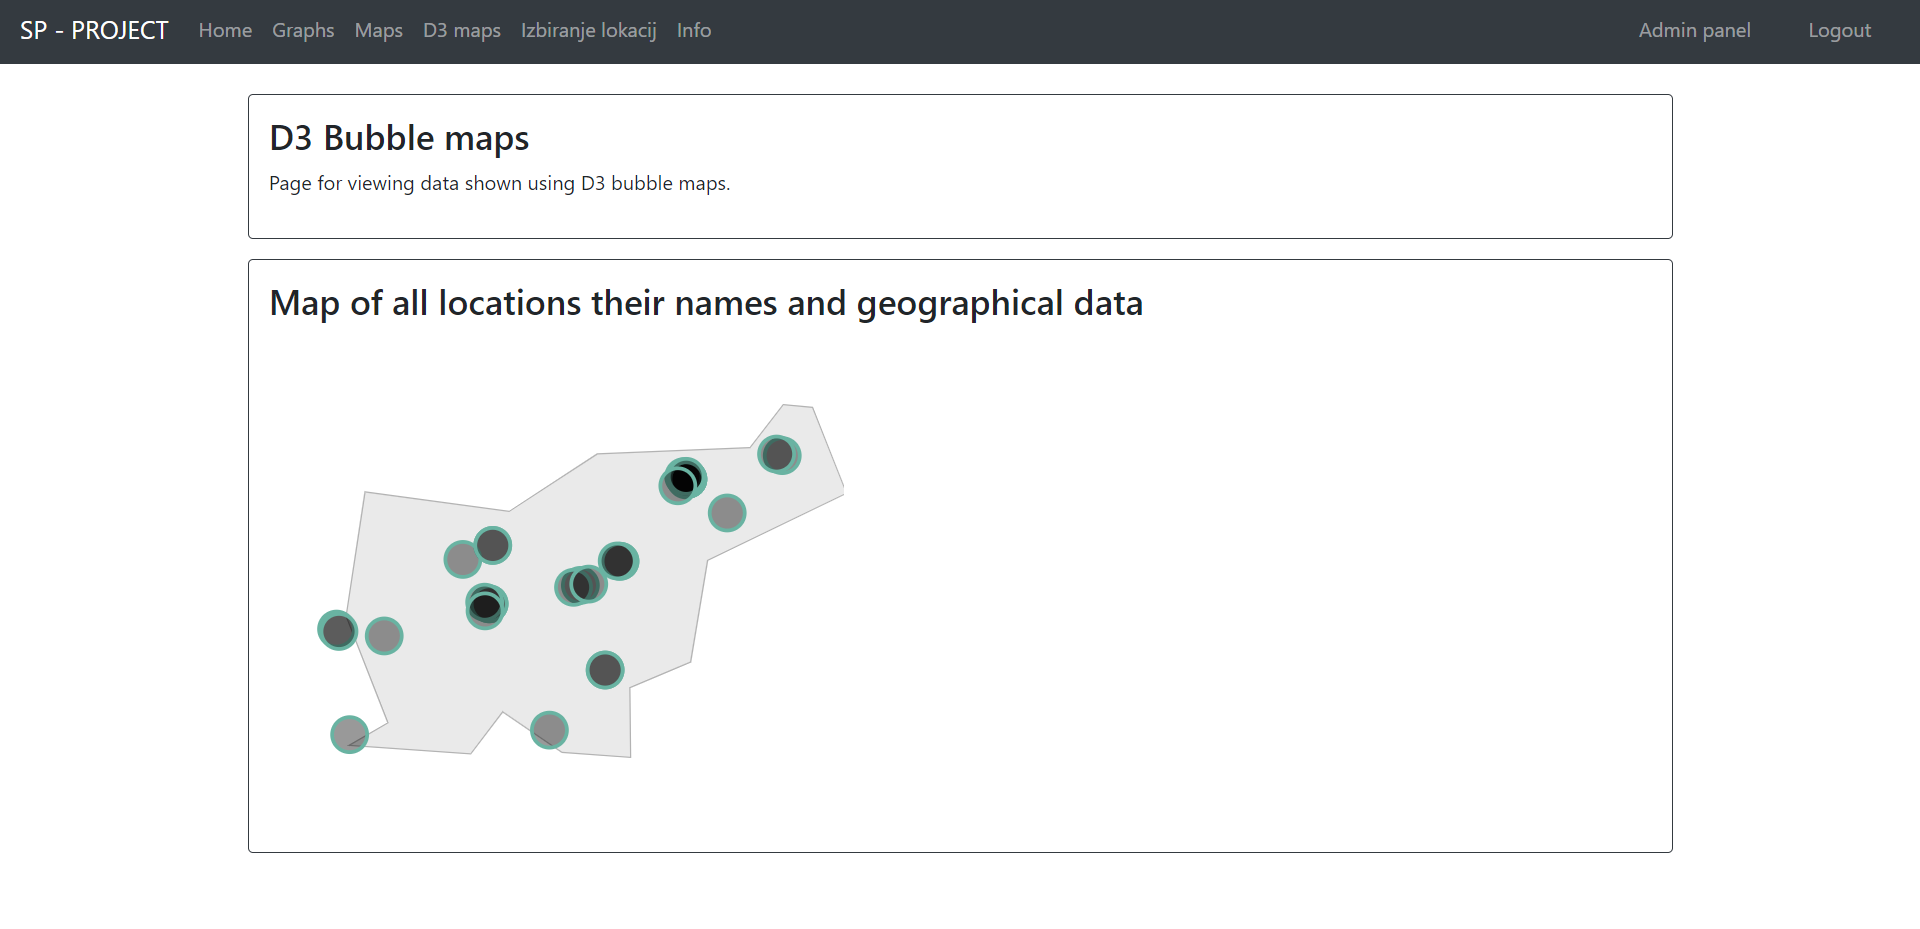 SP - PROJECT Home Graphs Maps D3 maps Izbiranje lokacij Info Admin panel Logout
D3 Bubble maps
Page for viewing data shown using D3 bubble maps.
Map of all locations their names and geographical data